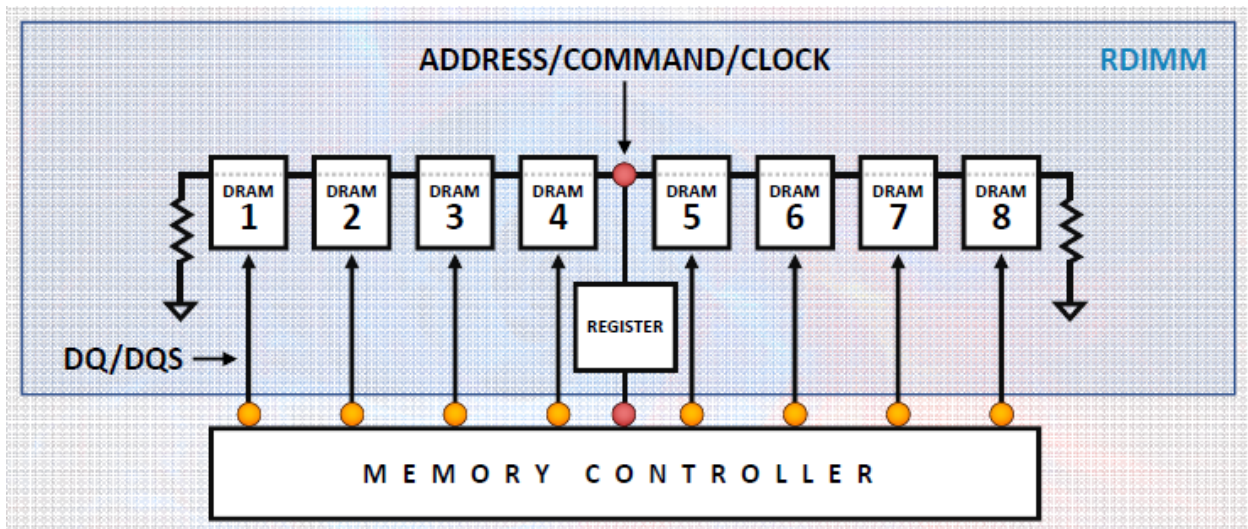 ADDRESS/COMMAND/CLOCK
RDIMM
DRAM
1
DRAM
2
DRAM
3
DRAM
4
DRAM
5
DRAM
6
DRAM
7
DRAM
8
REGISTER
DQ/DQS
MEMORY CONTROLLER